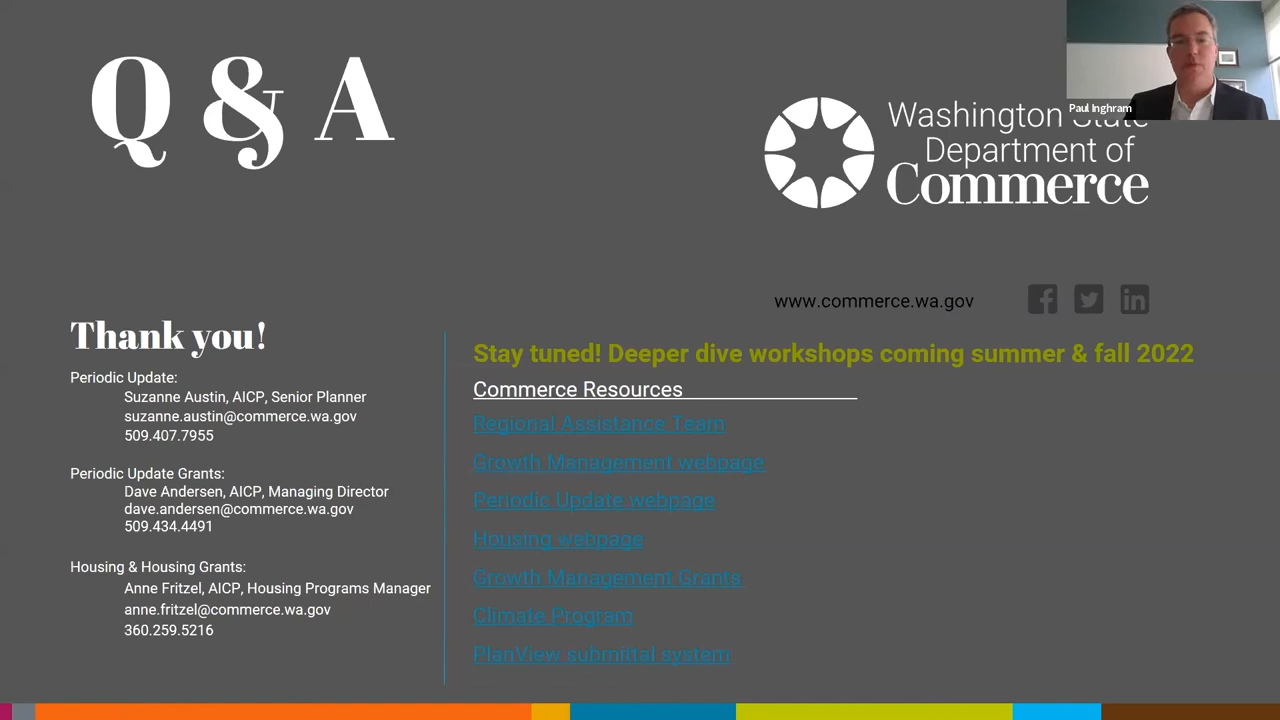 Q & A
Paul Inghram
Washington State
Department of
Commerce
www.commerce.wa.gov
Thank you!
Periodic Update:
Suzanne Austin, AICP, Senior Planner
suzanne.austin@commerce.wa.gov
509.407.7955
Periodic Update Grants:
Dave Andersen, AICP, Managing Director
dave.andersen@commerce.wa.gov
509.434.4491
Housing & Housing Grants:
Anne Fritzel, AICP, Housing Programs Manager
anne.fritzel@commerce.wa.gov
360.259.5216
Stay tuned! Deeper dive workshops coming summer & fall 2022
Commerce Resources
Regional Assistance Team
Growth Management webpage
Periodic Update webpage
Housing webpage
Growth Management Grants
Climate Program
PlanView submittal system